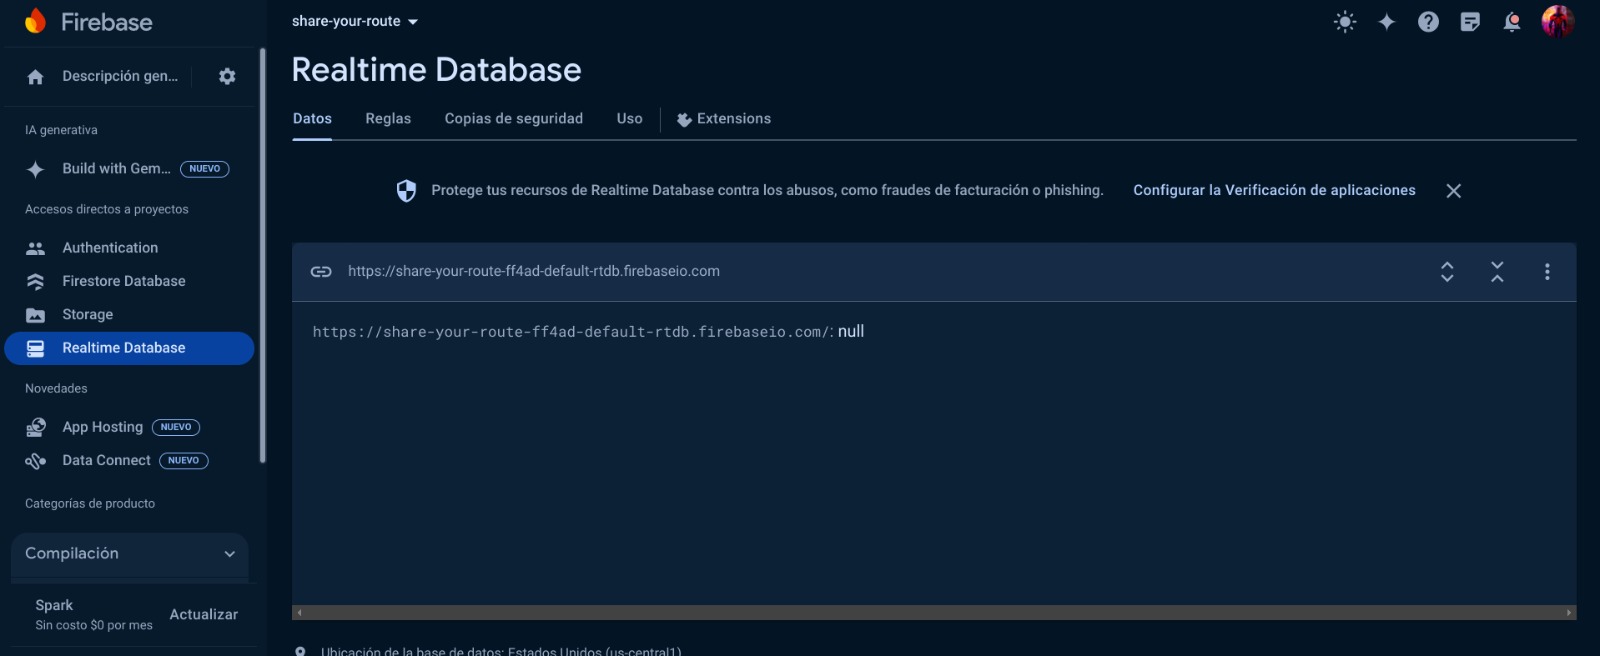 Firebase
share-your-route
Descripción gen...
Realtime Database
Datos
Reglas
Copias de seguridad
Uso
Extensions
IA generativa
Build with Gem... NUEVO
Accesos directos a proyectos
Authentication
Firestore Database
Storage
Realtime Database
Novedades
App Hosting NUEVO
Data Connect NUEVO
Categorías de producto
Compilación
Spark
Sin costo $0 por mes
Actualizar
Protege tus recursos de Realtime Database contra los abusos, como fraudes de facturación o phishing. Configurar la Verificación de aplicaciones
https://share-your-route-ff4ad-default-rtdb.firebaseio.com
https://share-your-route-ff4ad-default-rtdb.firebaseio.com/: null
Ubicación de la base de datos: Estados Unidos (us-central1)